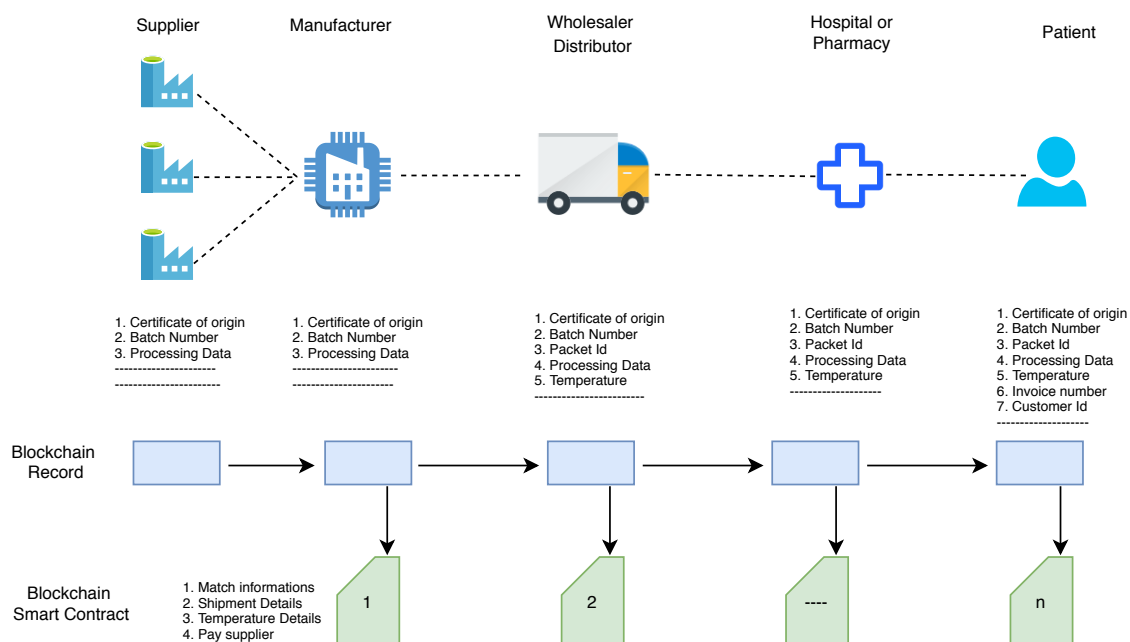 Supplier
Manufacturer
Wholesaler
Distributor
Hospital or
Pharmacy
Patient
1. Certificate of origin
2. Batch Number
3. Processing Data
----------------------
-----------------------
1. Certificate of origin
2. Batch Number
3. Processing Data
-----------------------
----------------------
1. Certificate of origin
2. Batch Number
3. Packet Id
4. Processing Data
5. Temperature
------------------------
1. Certificate of origin
2. Batch Number
3. Packet Id
4. Processing Data
5. Temperature
--------------------
1. Certificate of origin
2. Batch Number
3. Packet Id
4. Processing Data
5. Temperature
6. Invoice number
7. Customer Id
--------------------
Blockchain
Record
Blockchain
Smart Contract
1. Match informations
2. Shipment Details
3. Temperature Details
4. Pay supplier
1
2
----
n